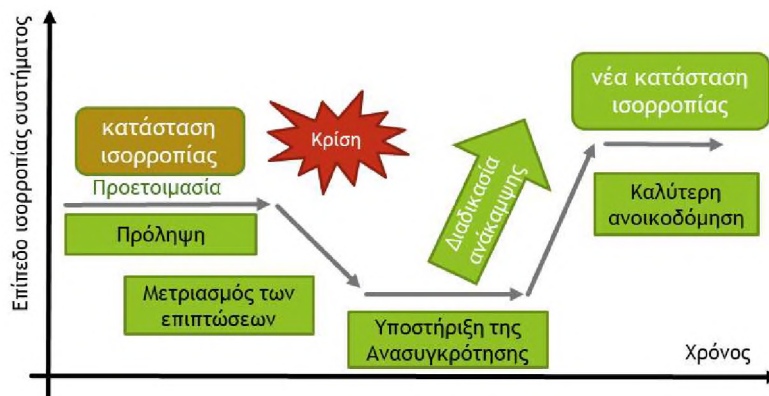 Επίπεδο ισορροπίας συστήματος
κατάσταση
ισορροπίας
Προετοιμασία
Πρόληψη
Κρίση
Μετριασμός των
επιπτώσεων
Υποστήριξη της
Ανασυγκρότησης
Διαδικασία
ανάκαμψης
νέα κατάσταση
ισορροπίας
Καλύτερη
ανοικοδόμηση
Χρόνος